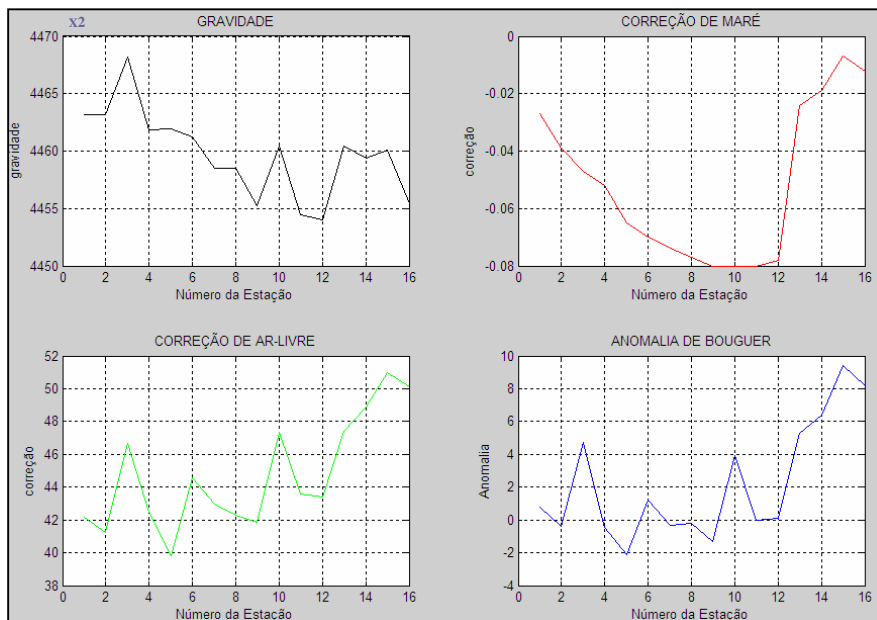 X2
GRAVIDADE
4470
4465
4460
4455
4450
gravidade
0 2 4 6 8 10 12 14 16
Número da Estação
CORREÇÃO DE MARÉ
0
-0.02
-0.04
-0.06
-0.08
correção
0 2 4 6 8 10 12 14 16
Número da Estação
CORREÇÃO DE AR-LIVRE
52
50
48
46
44
42
40
38
correção
0 2 4 6 8 10 12 14 16
Número da Estação
ANOMALIA DE BOUGUER
10
8
6
4
2
0
-2
-4
Anomalia
0 2 4 6 8 10 12 14 16
Número da Estação